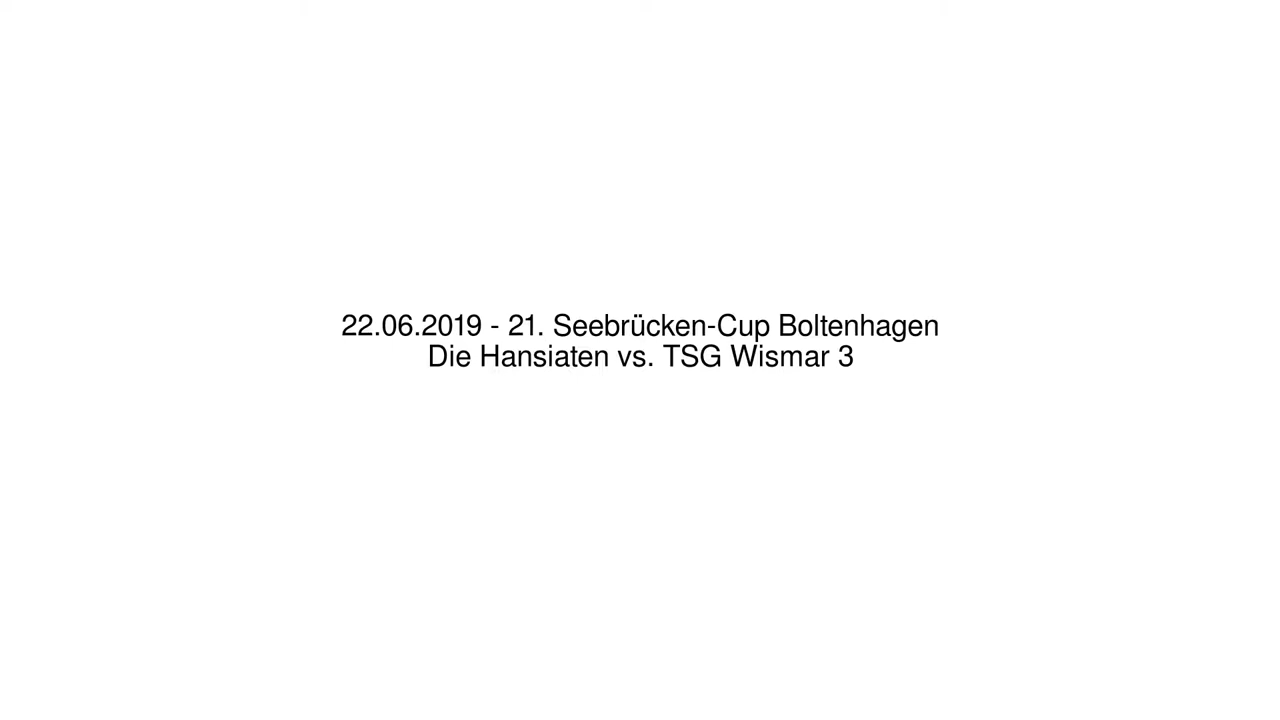 22.06.2019 - 21. Seebrücken-Cup Boltenhagen
Die Hansiaten vs. TSG Wismar 3